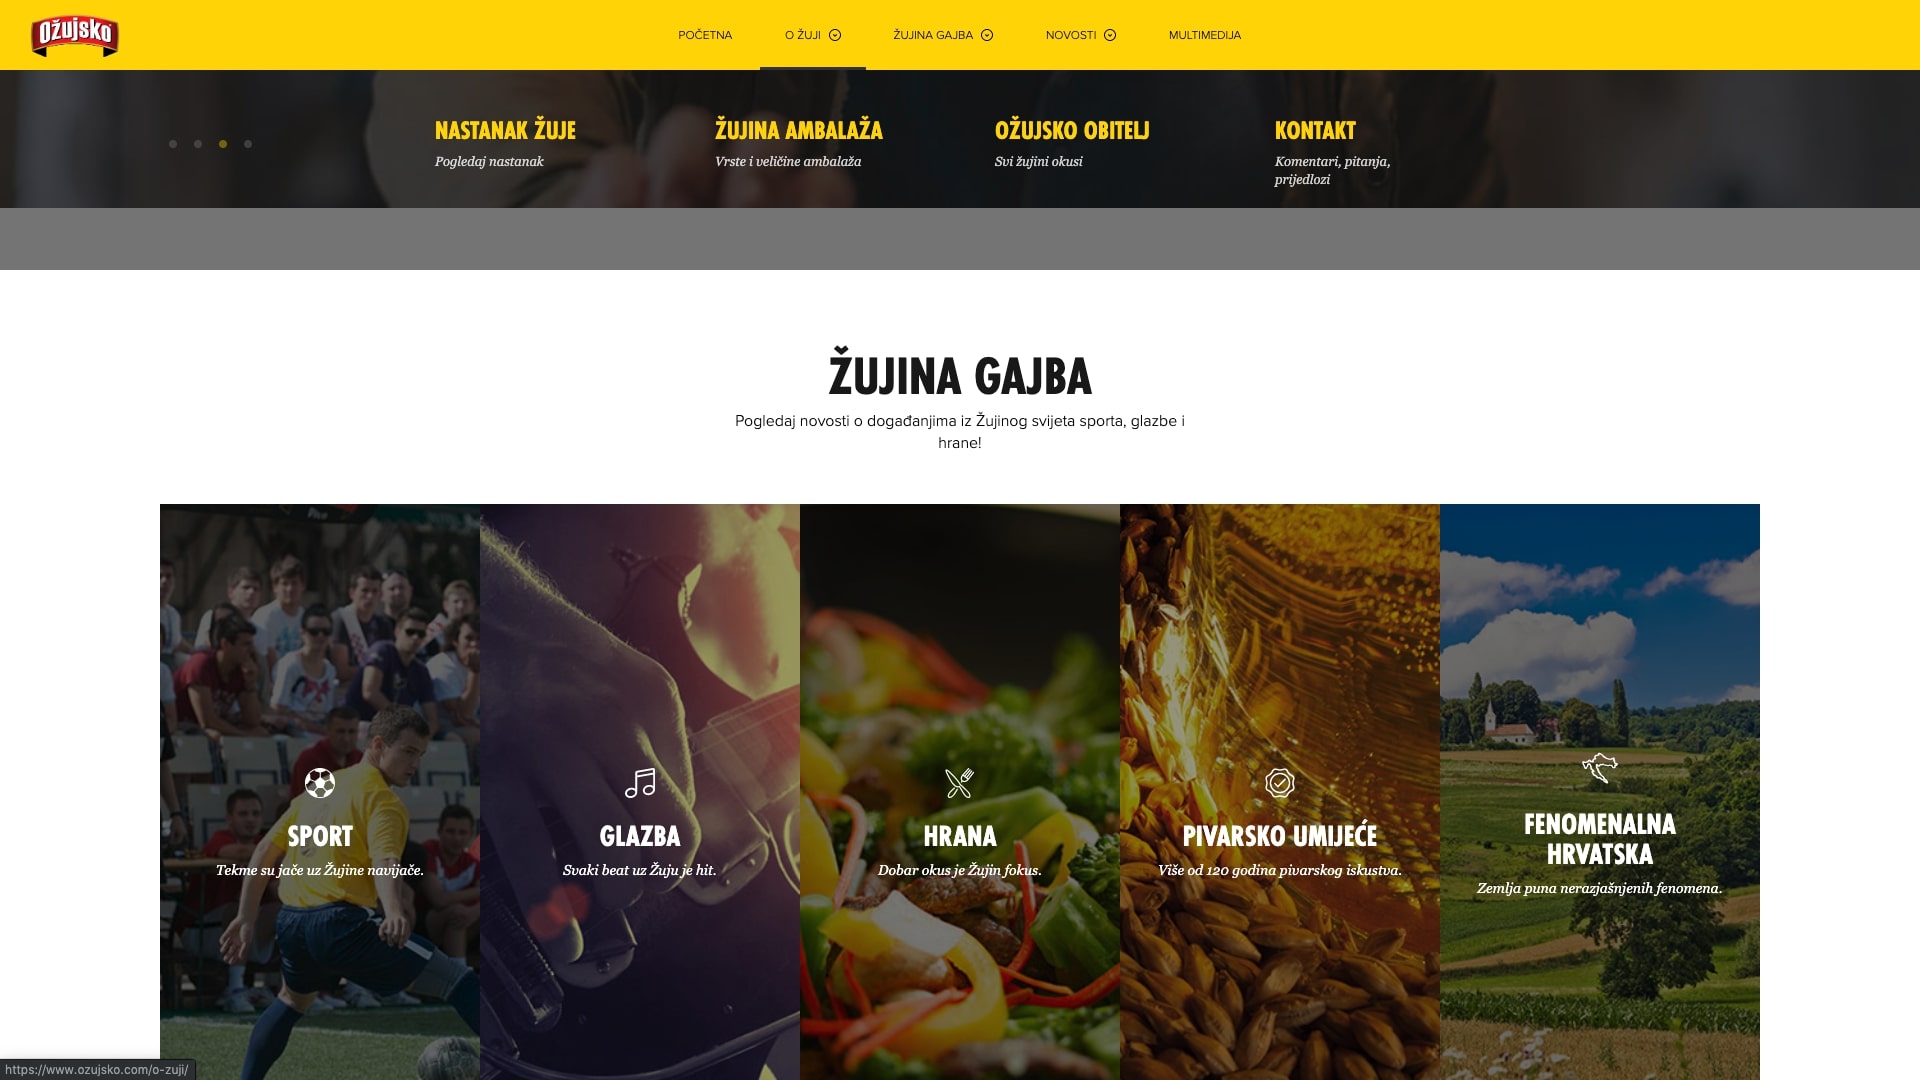 Ožujsko
POČETNA
O ŽUJI
ŽUJINA GAJBA
NOVOSTI
MULTIMEDIJA
NASTANAK ŽUJE
Pogledaj nastanak
ŽUJINA AMBALAŽA
Vrste i veličine ambalaža
OŽUJSKO OBITELJ
Svi žujini okusi
KONTAKT
Komentari, pitanja,
prijedlozi
ŽUJINA GAJBA
Pogledaj novosti o događanjima iz Žujinog svijeta sporta, glazbe i
hrane!
SPORT
Tekme su jače uz Žujine navijače.
GLAZBA
Svaki beat uz Žuju je hit.
HRANA
Dobar okus je Žujin fokus.
PIVARSKO UMIJEĆE
Više od 120 godina pivarskog iskustva.
FENOMENALNA
HRVATSKA
Zemlja puna nerazjašnjenih fenomena.
https://www.ozujsko.com/o-zuji/